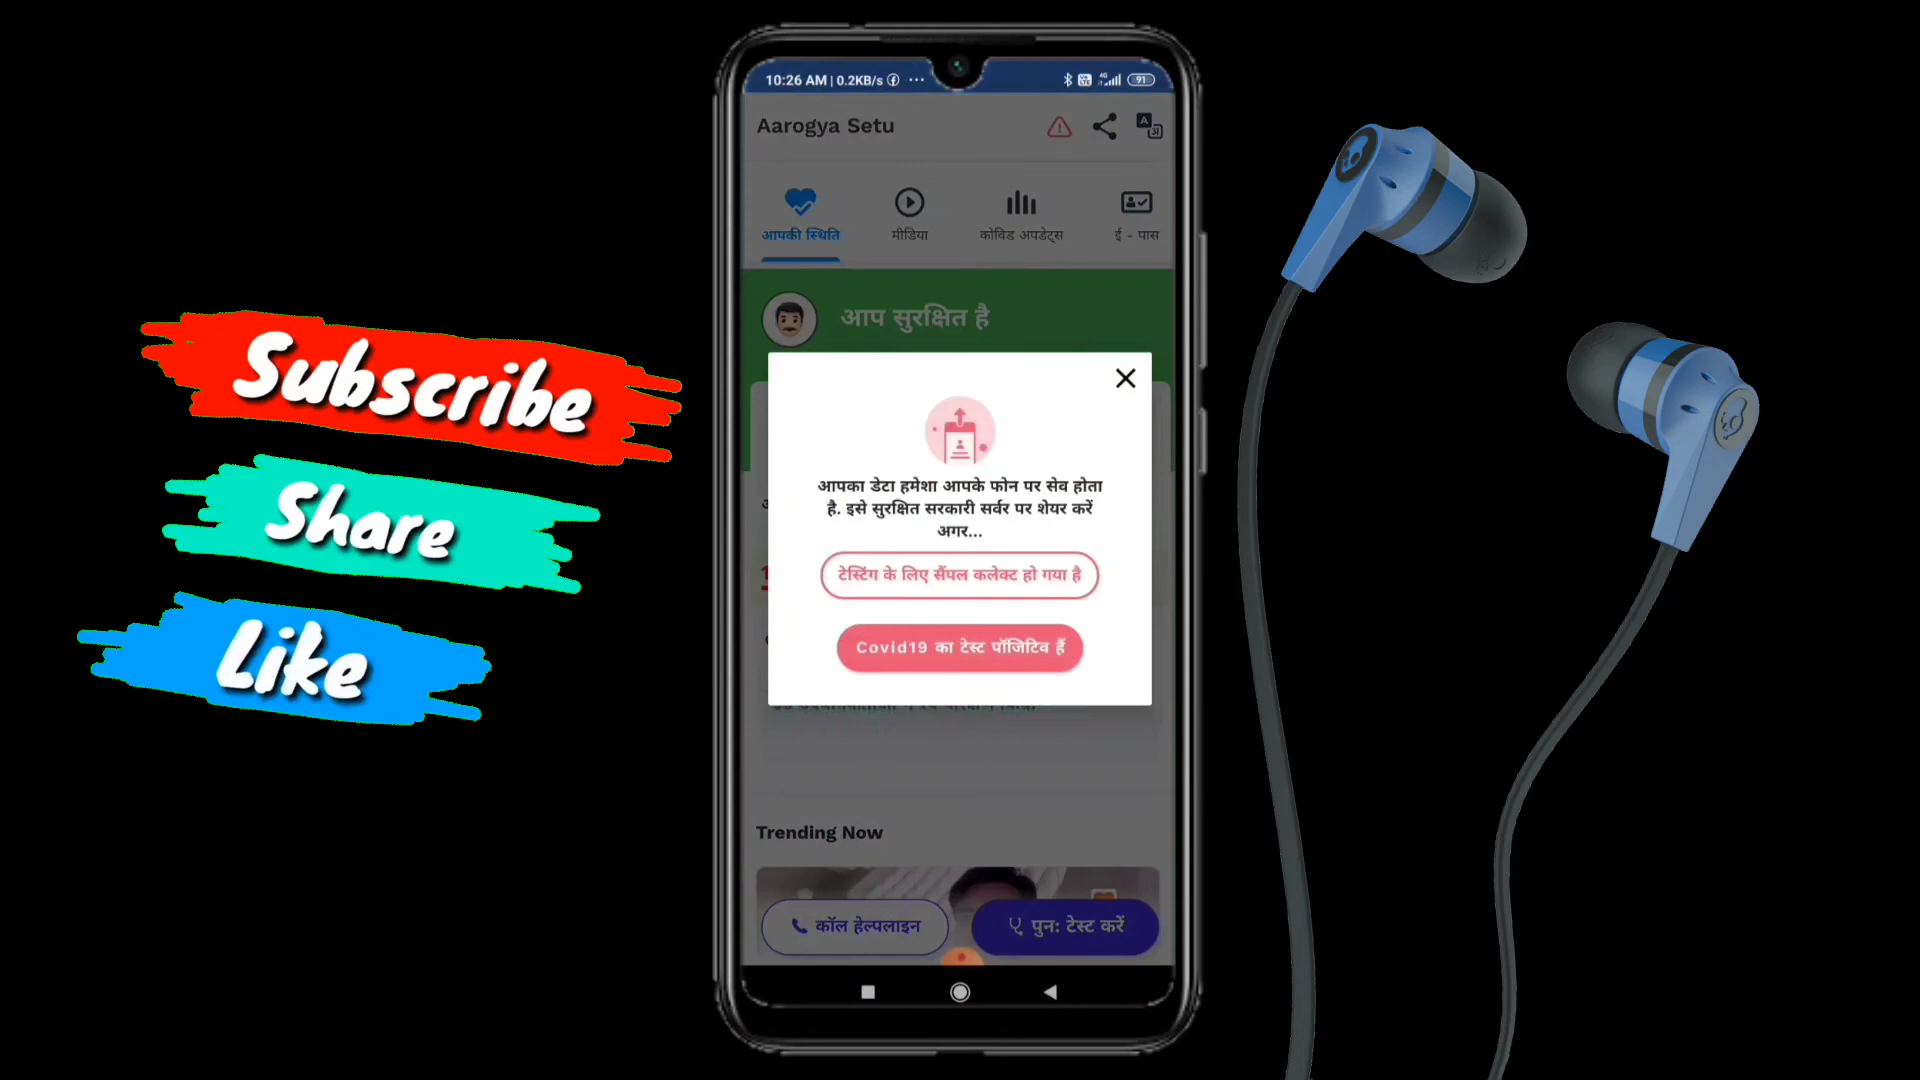 Subscribe
Share
Like
10:26 AM | 0.2KB/s
91
Aarogya Setu
आपकी स्थिति
मीडिया
कोविड अपडेट्स
ई - पास
आप सुरक्षित है
आपका डेटा हमेशा आपके फोन पर सेव होता
है. इसे सुरक्षित सरकारी सर्वर पर शेयर करें
अगर...
टेस्टिंग के लिए सैंपल कलेक्ट हो गया है
Covid19 का टेस्ट पॉजिटिव हैं
Trending Now
कॉल हेल्पलाइन
पुन: टेस्ट करें